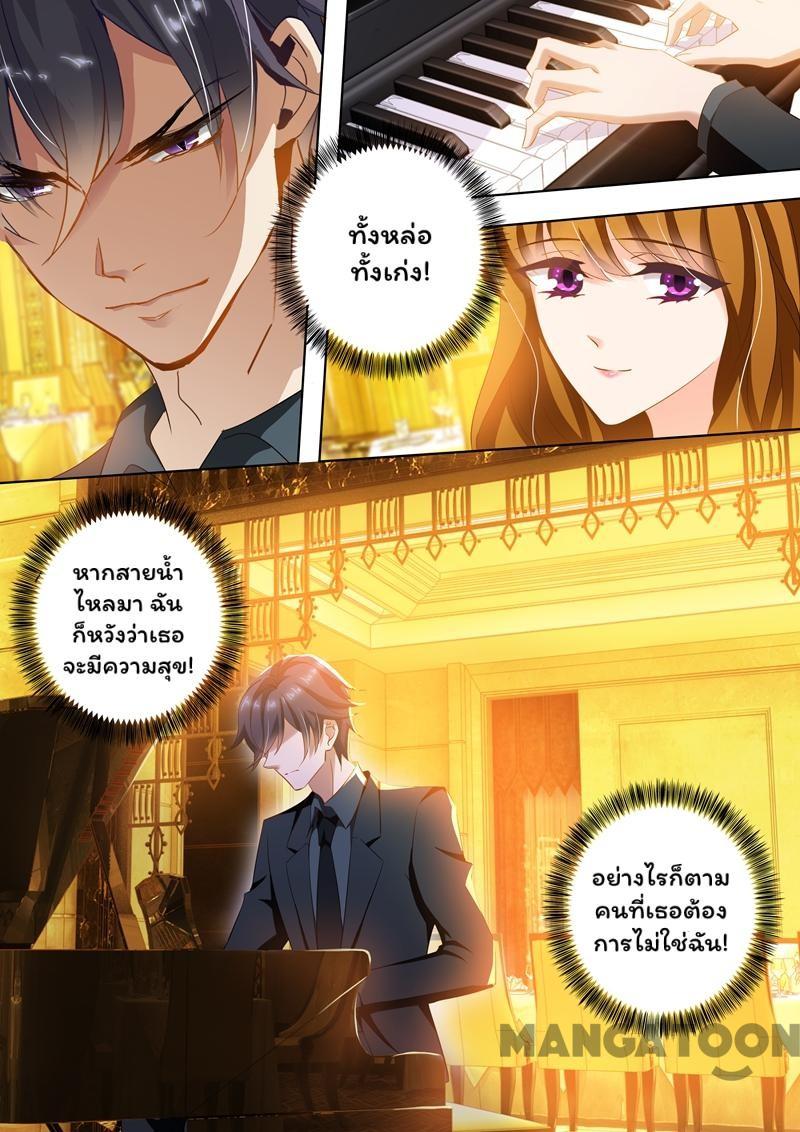 ทั้งหล่อ
ทั้งเก่ง!
หากสายน้ำ
ไหลมา ฉัน
ก็หวังว่าเธอ
จะมีความสุข!
อย่างไรก็ตาม
คนที่เธอต้อง
การไม่ใช่ฉัน!
MANGATOON